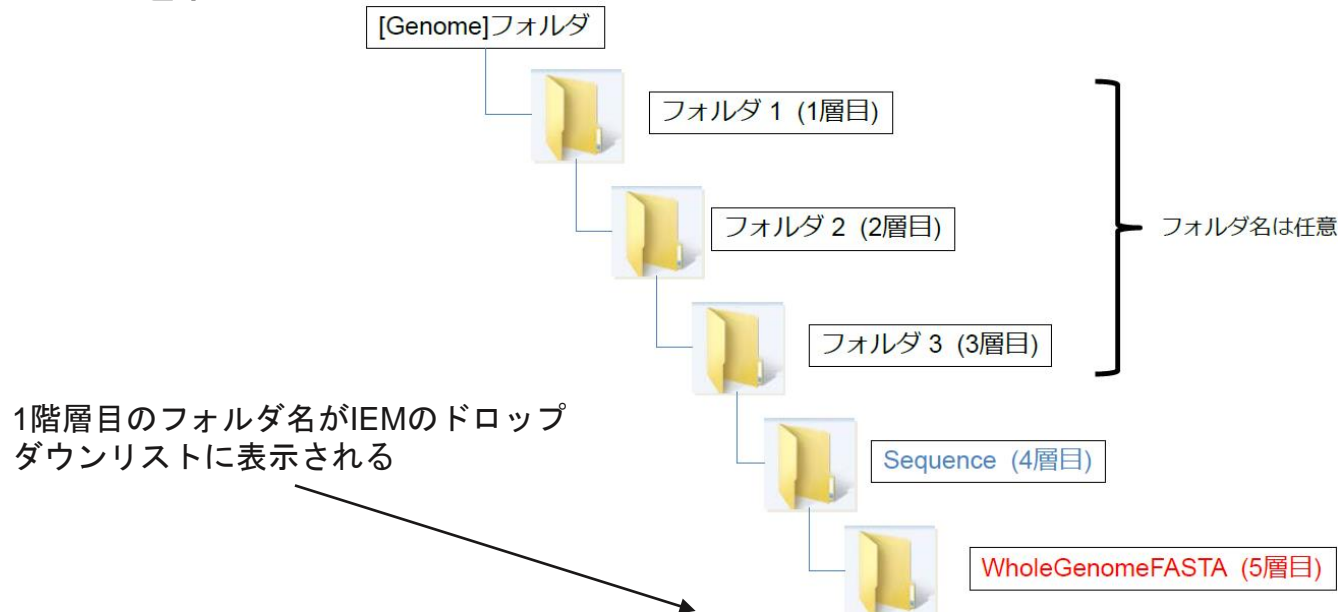 [Genome]フォルダ
フォルダ 1 (1層目)
フォルダ 2 (2層目)
フォルダ名は任意
フォルダ 3 (3層目)
1階層目のフォルダ名がIEMのドロップ
ダウンリストに表示される
Sequence (4層目)
WholeGenomeFASTA (5層目)